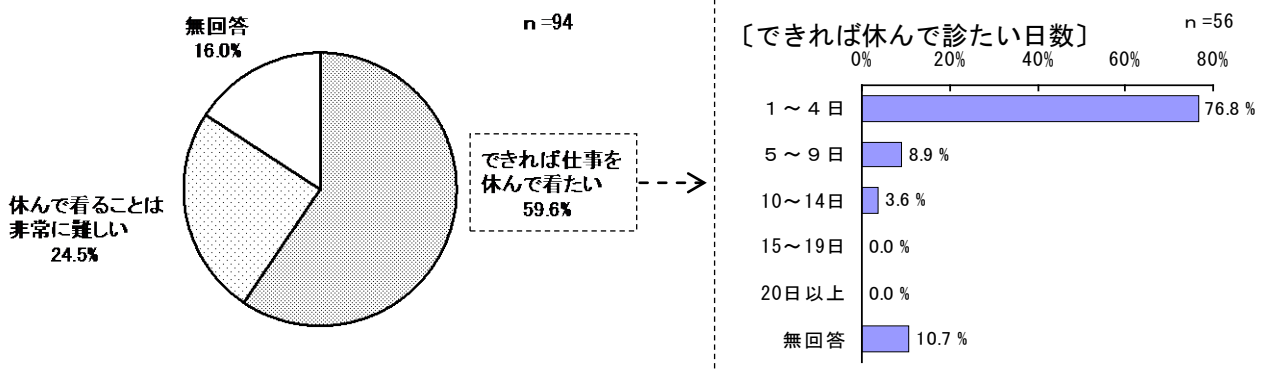 無回答
16.0%
n=94
できれば仕事を
休んで看たい
59.6%
休んで看ることは
非常に難しい
24.5%
〔できれば休んで診たい日数〕
n=56
0% 20% 40% 60% 80%
1～4日 76.8 %
5～9日 8.9 %
10～14日 3.6 %
15～19日 0.0 %
20日以上 0.0 %
無回答 10.7 %